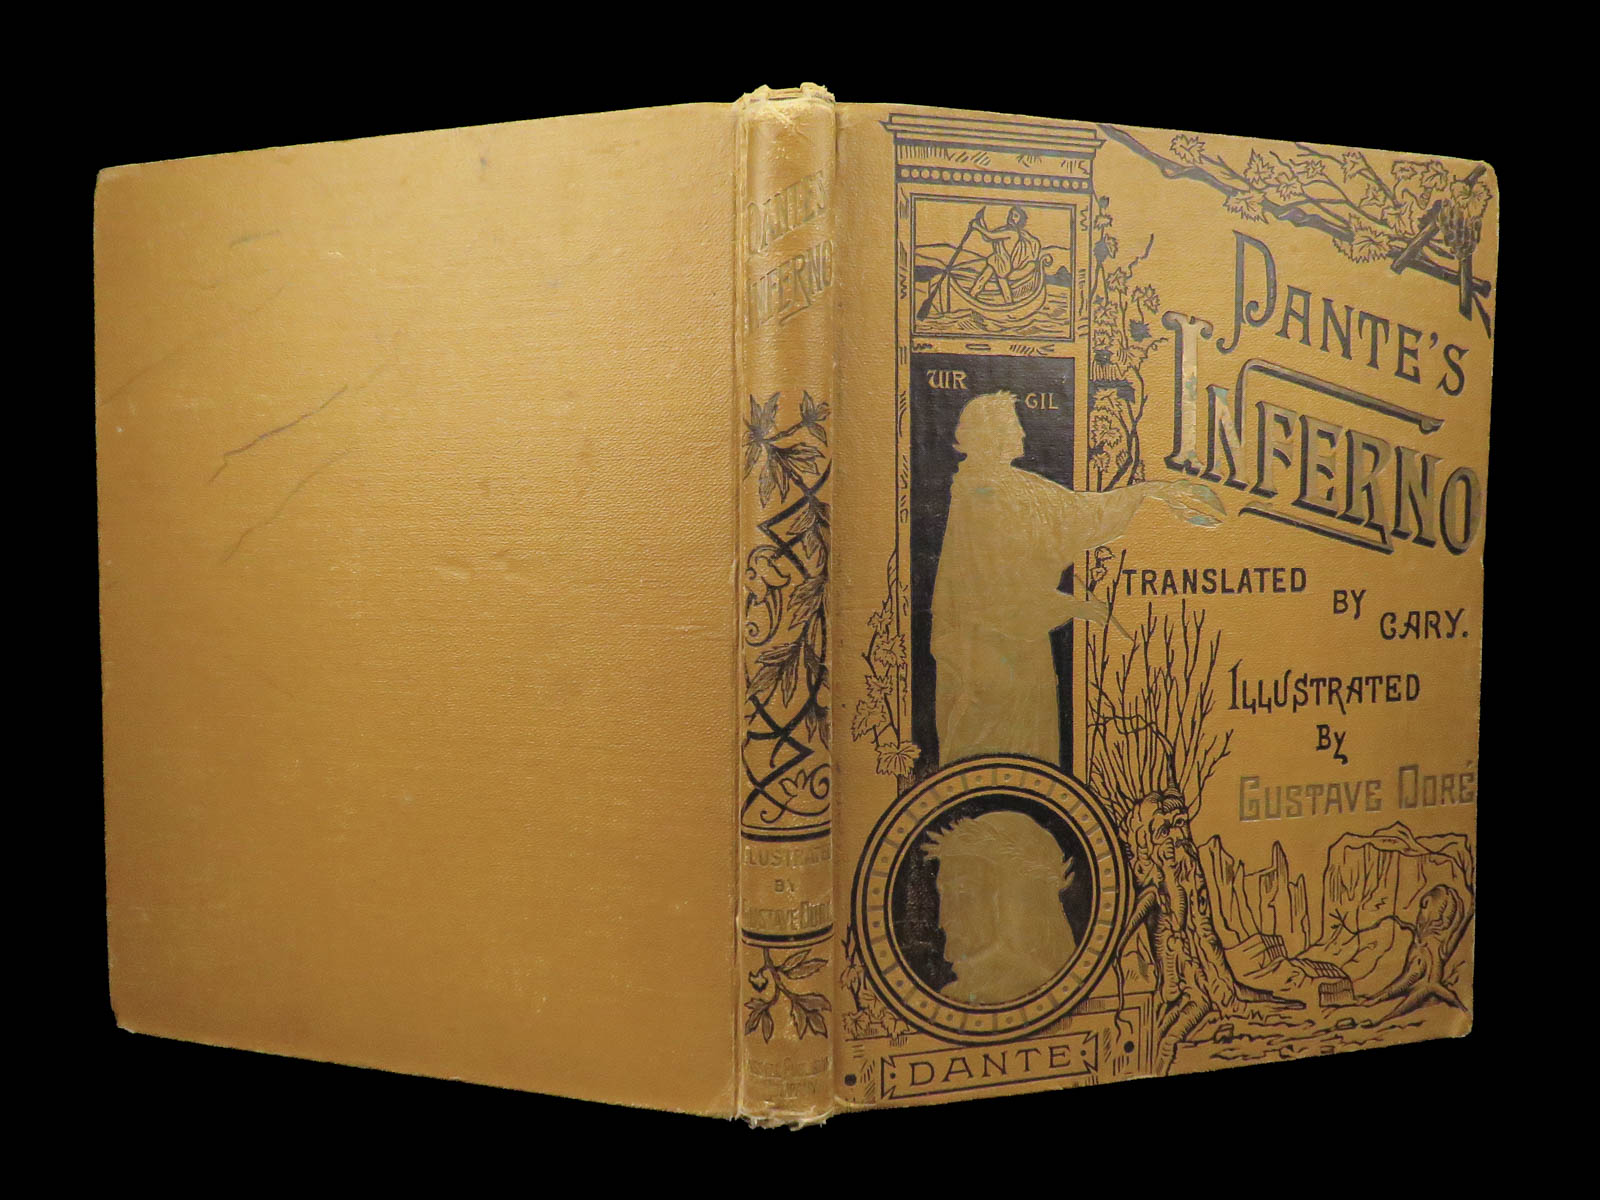 DANTE'S
INFERNO
ILLUSTRATED
BY
GUSTAVE DORÉ
DANTE'S
INFERNO
TRANSLATED
BY
CARY.
ILLUSTRATED
By
GUSTAVE DORÉ
VIR
GIL
DANTE